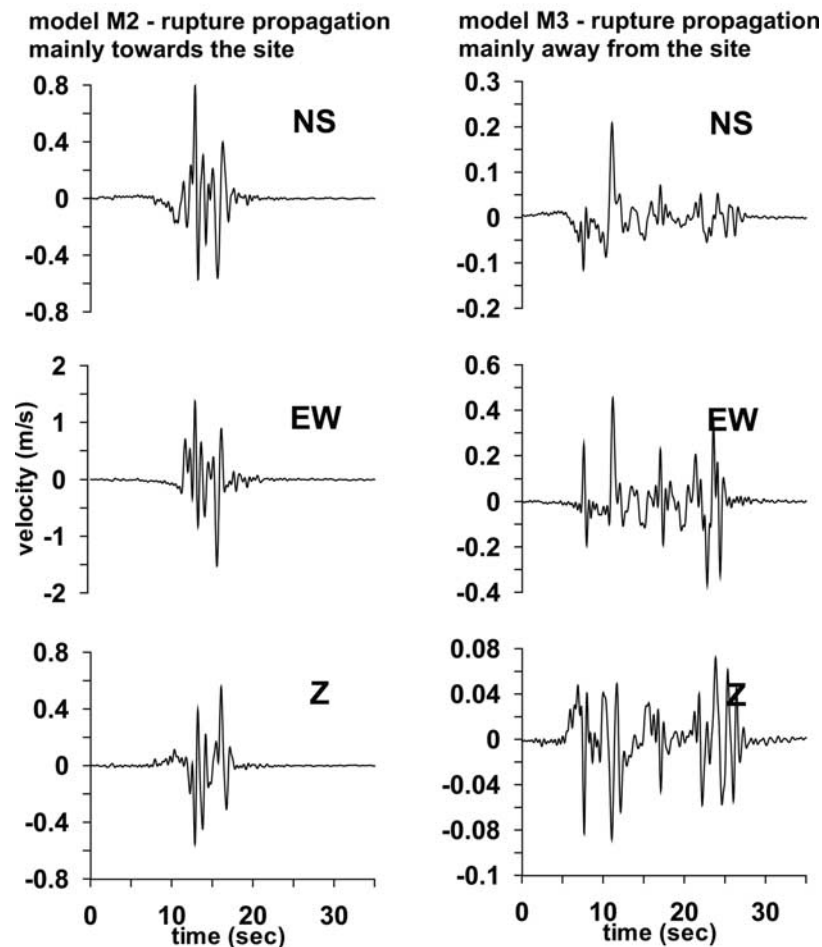 model M2 - rupture propagation
mainly towards the site
0.8
0.4
0
-0.4
-0.8
NS
2
1
0
-1
-2
EW
velocity (m/s)
0.8
0.4
0
-0.4
-0.8
Z
0 10 20 30
time (sec)
model M3 - rupture propagation
mainly away from the site
0.3
0.2
0.1
0
-0.1
-0.2
NS
0.6
0.4
0.2
0
-0.2
-0.4
EW
0.08
0.04
0
-0.04
-0.08
-0.1
Z
0 10 20 30
time (sec)